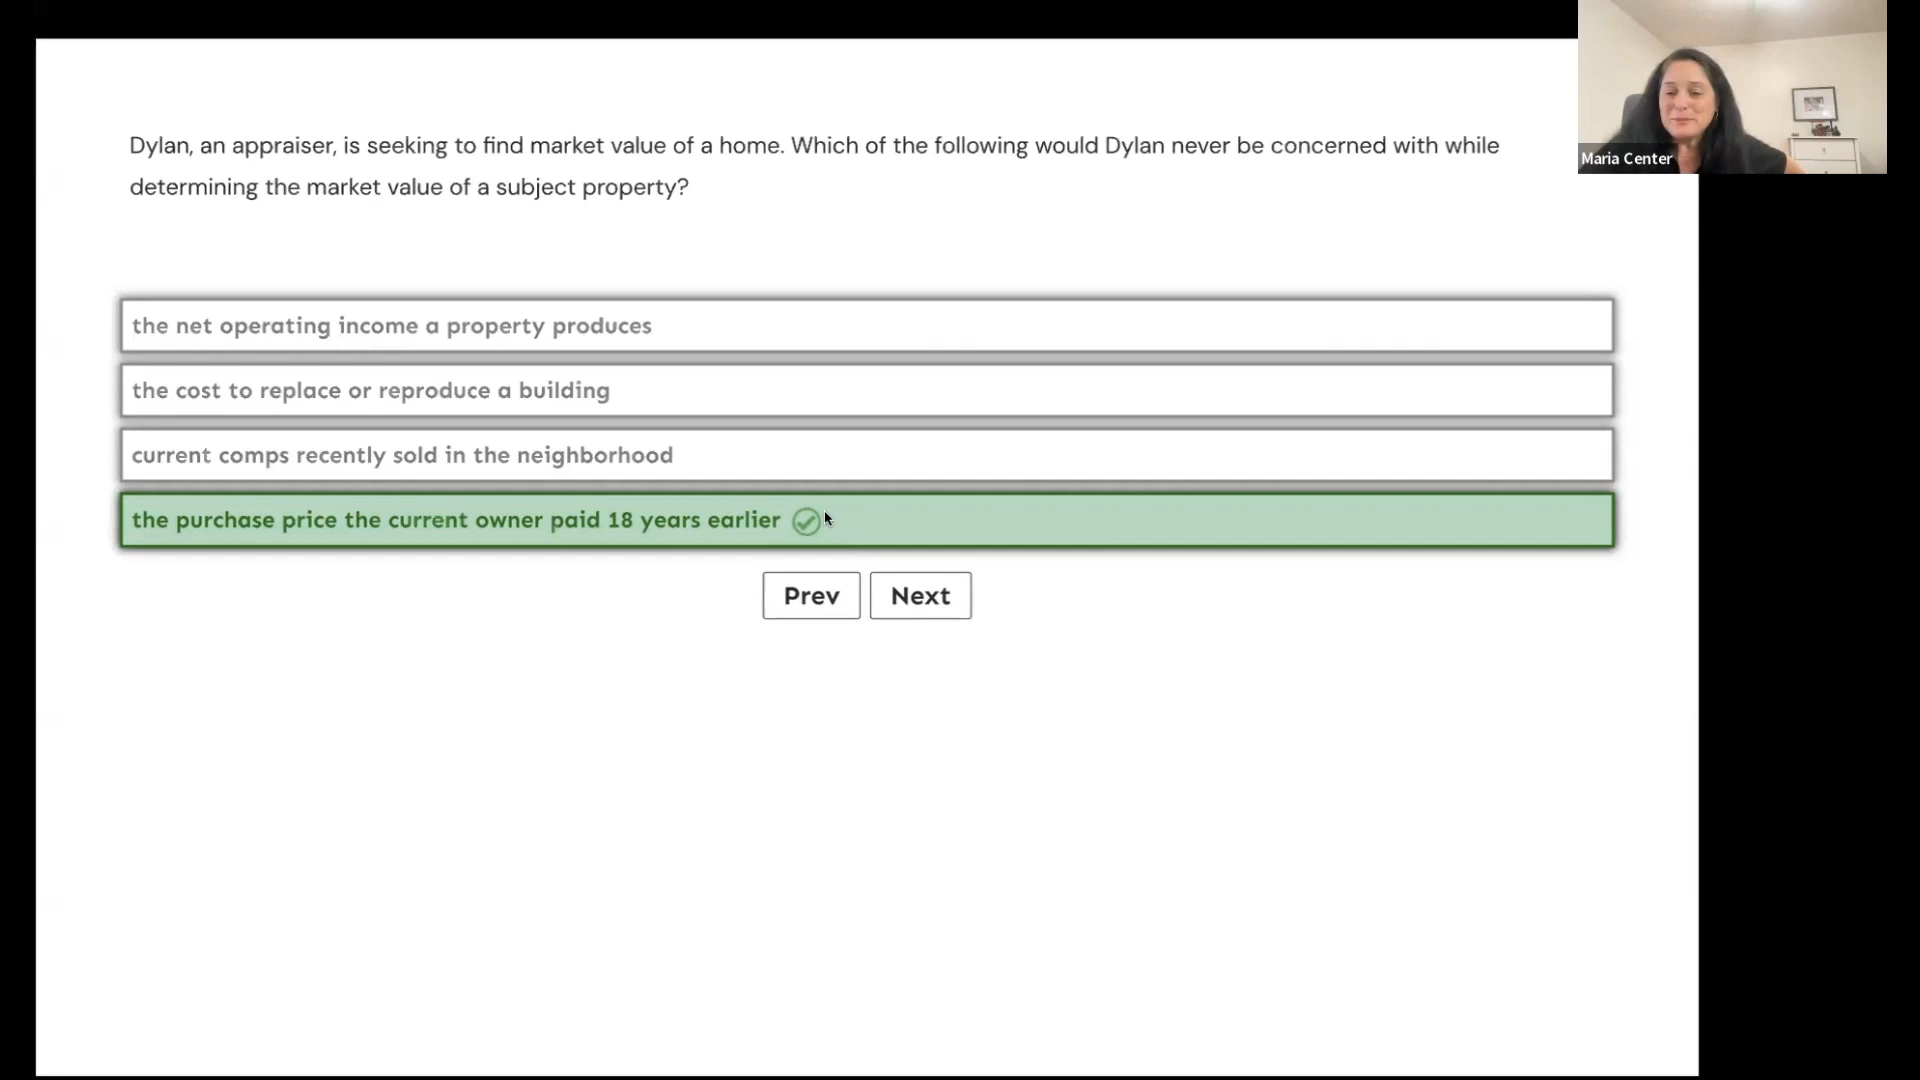 Dylan, an appraiser, is seeking to find market value of a home. Which of the following would Dylan never be concerned with while
determining the market value of a subject property?
Maria Center
the net operating income a property produces
the cost to replace or reproduce a building
current comps recently sold in the neighborhood
the purchase price the current owner paid 18 years earlier
Prev Next